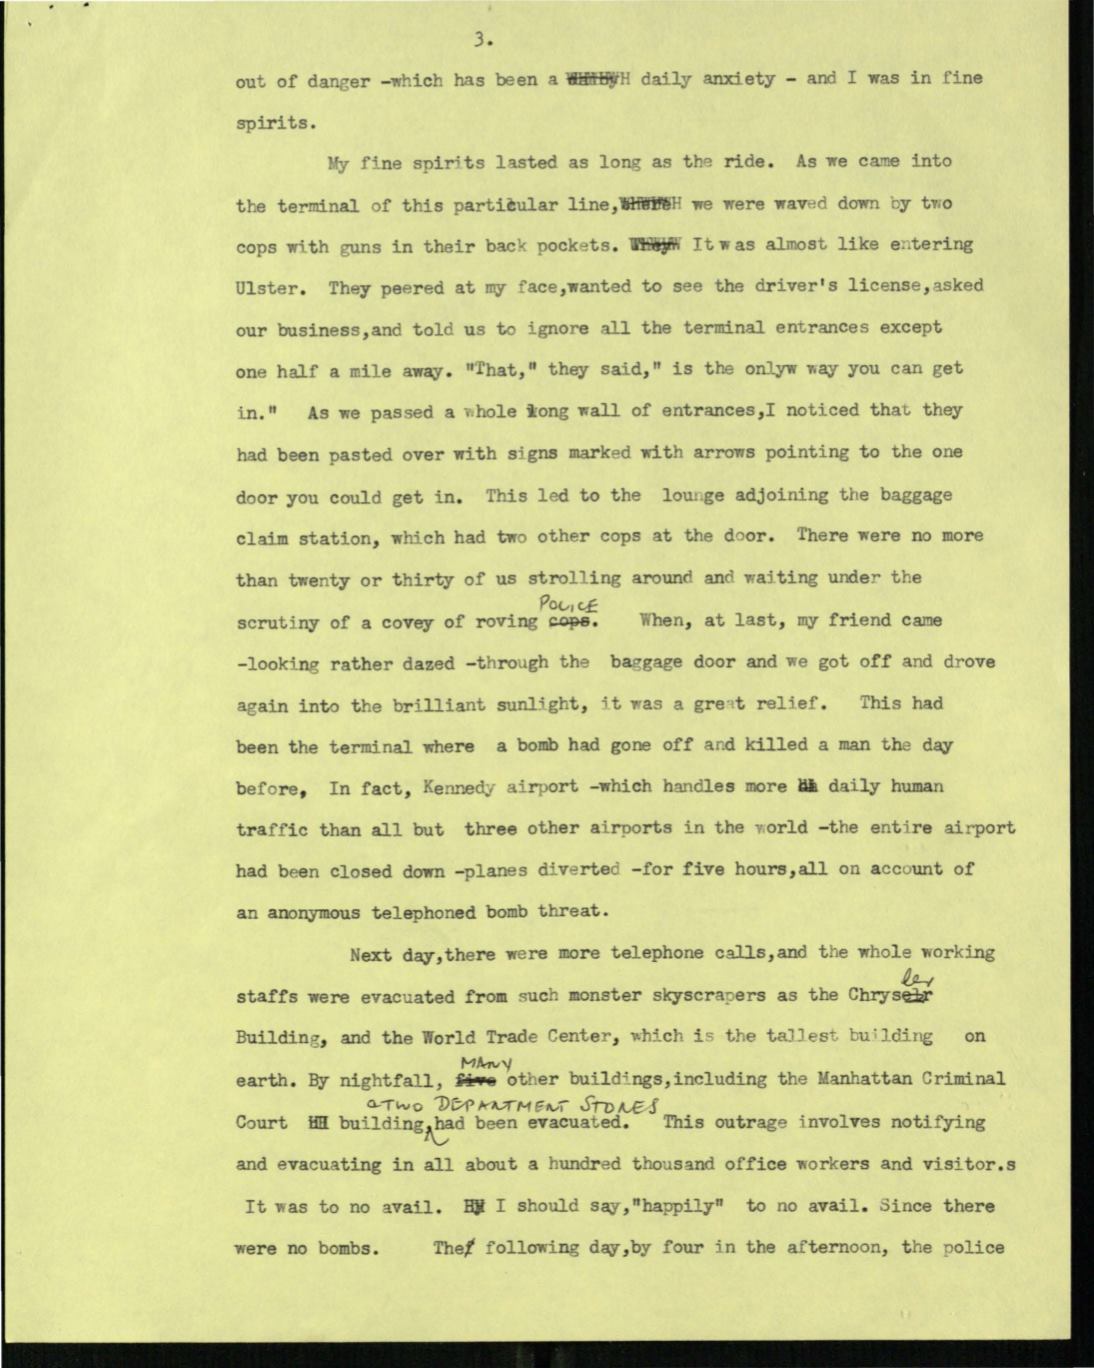 3.
out of danger -which has been a daily anxiety - and I was in fine
spirits.
My fine spirits lasted as long as the ride. As we came into
the terminal of this particular line, we were waved down by two
cops with guns in their back pockets. It was almost like entering
Ulster. They peered at my face,wanted to see the driver's license,asked
our business,and told us to ignore all the terminal entrances except
one half a mile away. "That," they said," is the onlyw way you can get
in." As we passed a whole long wall of entrances,I noticed that they
had been pasted over with signs marked with arrows pointing to the one
door you could get in. This led to the lounge adjoining the baggage
claim station, which had two other cops at the door. There were no more
than twenty or thirty of us strolling around and waiting under the
POLICE
scrutiny of a covey of roving cops. When, at last, my friend came
-looking rather dazed -through the baggage door and we got off and drove
again into the brilliant sunlight, it was a great relief. This had
been the terminal where a bomb had gone off and killed a man the day
before, In fact, Kennedy airport -which handles more daily human
traffic than all but three other airports in the world -the entire airport
had been closed down -planes diverted -for five hours,all on account of
an anonymous telephoned bomb threat.
Next day,there were more telephone calls,and the whole working
ler
staffs were evacuated from such monster skyscrapers as the Chryselr
Building, and the World Trade Center, which is the tallest building on
MANY
earth. By nightfall, five other buildings,including the Manhattan Criminal
TWO DEPARTMENT STORES
Court building, had been evacuated. This outrage involves notifying
and evacuating in all about a hundred thousand office workers and visitor.s
It was to no avail. I should say,"happily" to no avail. Since there
were no bombs. The following day,by four in the afternoon, the police